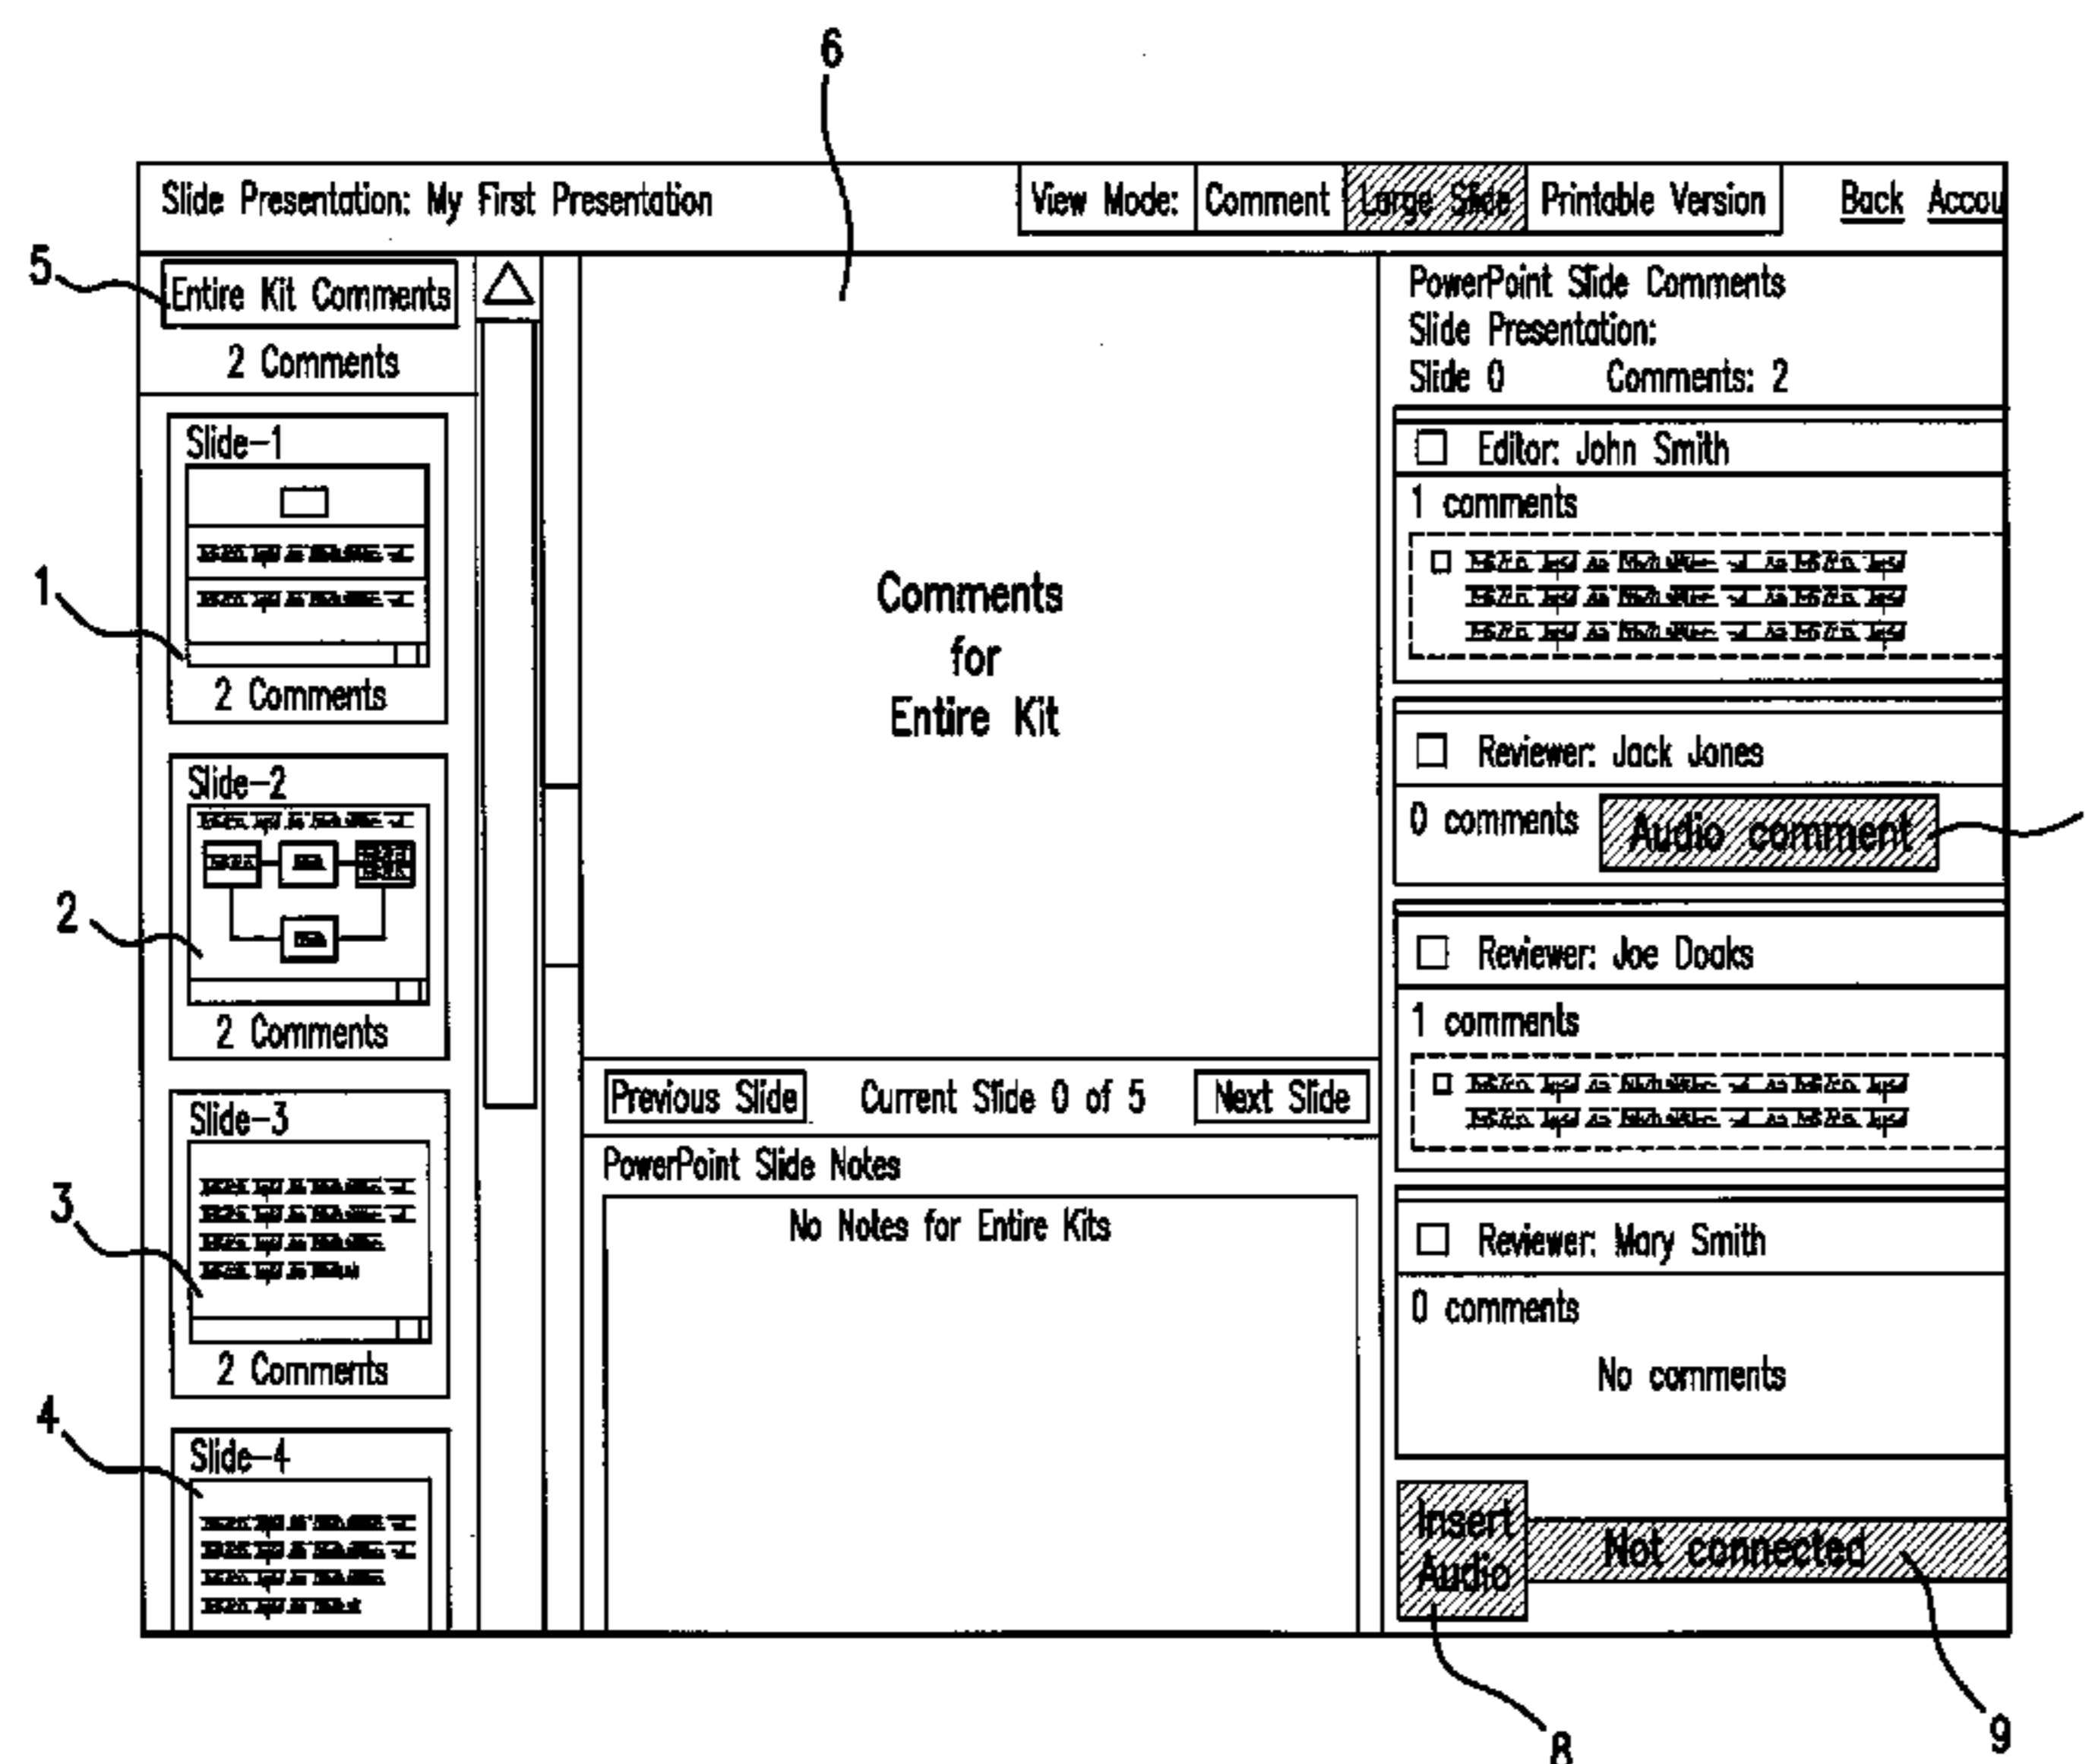 6
Slide Presentation: My First Presentation
View Mode:
Comment
Large Slide
Printable Version
Back
Accou
5
Entire Kit Comments
2 Comments
Slide-1
1
2 Comments
Slide-2
2
2 Comments
Slide-3
3
2 Comments
4
Slide-4
Comments
for
Entire Kit
Previous Slide
Current Slide 0 of 5
Next Slide
PowerPoint Slide Notes
No Notes for Entire Kits
PowerPoint Slide Comments
Slide Presentation:
Slide 0 Comments: 2
Editor: John Smith
1 comments
Reviewer: Jack Jones
0 comments
Audio comment
Reviewer: Joe Doaks
1 comments
Reviewer: Mary Smith
0 comments
No comments
Insert
Audio
Not connected
8
9